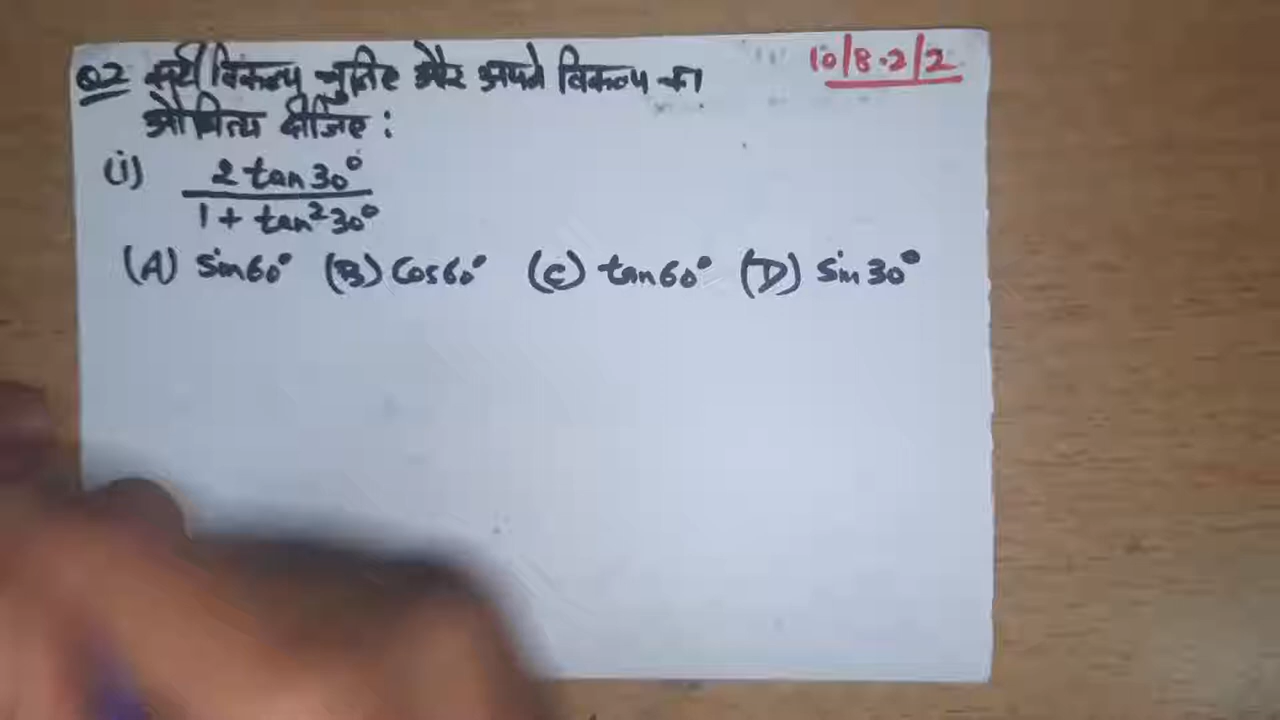 10/8.2/2
Q2 सही विकल्प चुनिए और अपने विकल्प का
औचित्य दीजिए :
(i) 2 tan 30°
1 + tan² 30°
(A) Sin 60° (B) Cos 60° (C) tan 60° (D) Sin 30°